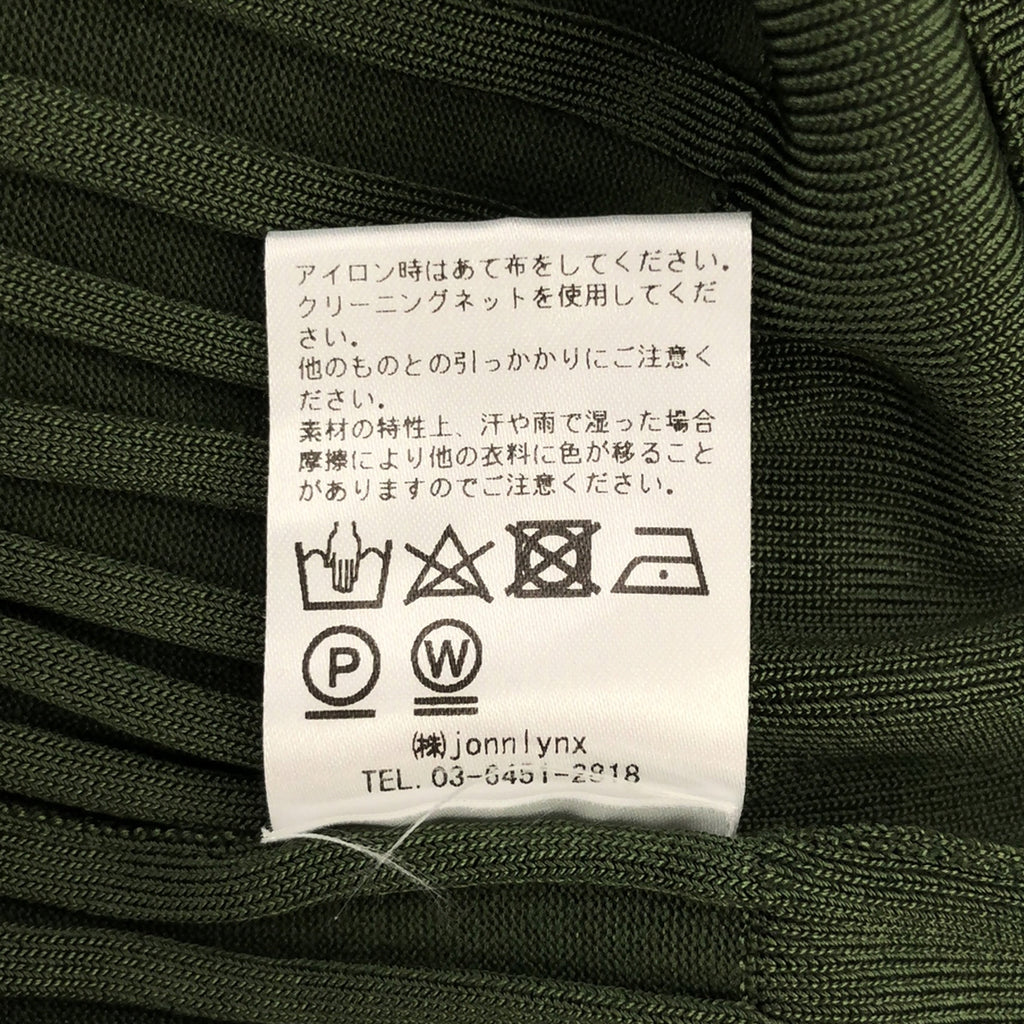 アイロン時はあて布をしてください.
クリーニングネットを使用してくだ
さい。
他のものとの引っかかりにご注意く
ださい。
素材の特性上、汗や雨で湿った場合
摩擦により他の衣料に色が移ること
がありますのでご注意ください。
P W
㈱jonnlynx
TEL. 03-6451-2918